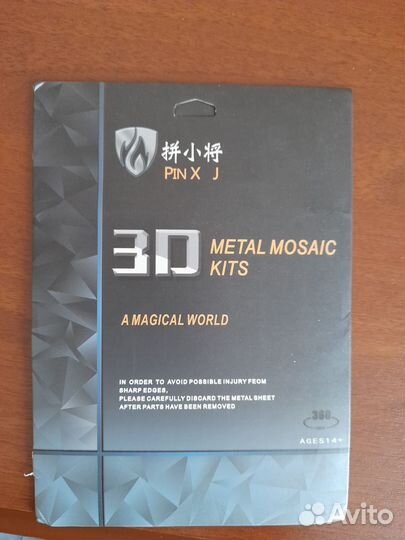 拼小将
PIN X J
3D METAL MOSAIC
KITS
A MAGICAL WORLD
IN ORDER TO AVOID POSSIBLE INJURY FEOM
SHARP EDGES,
PLEASE CAREFULLY DISCARD THE METAL SHEET
AFTER PARTS HAVE BEEN REMOVED
360
AGES14+
Avito